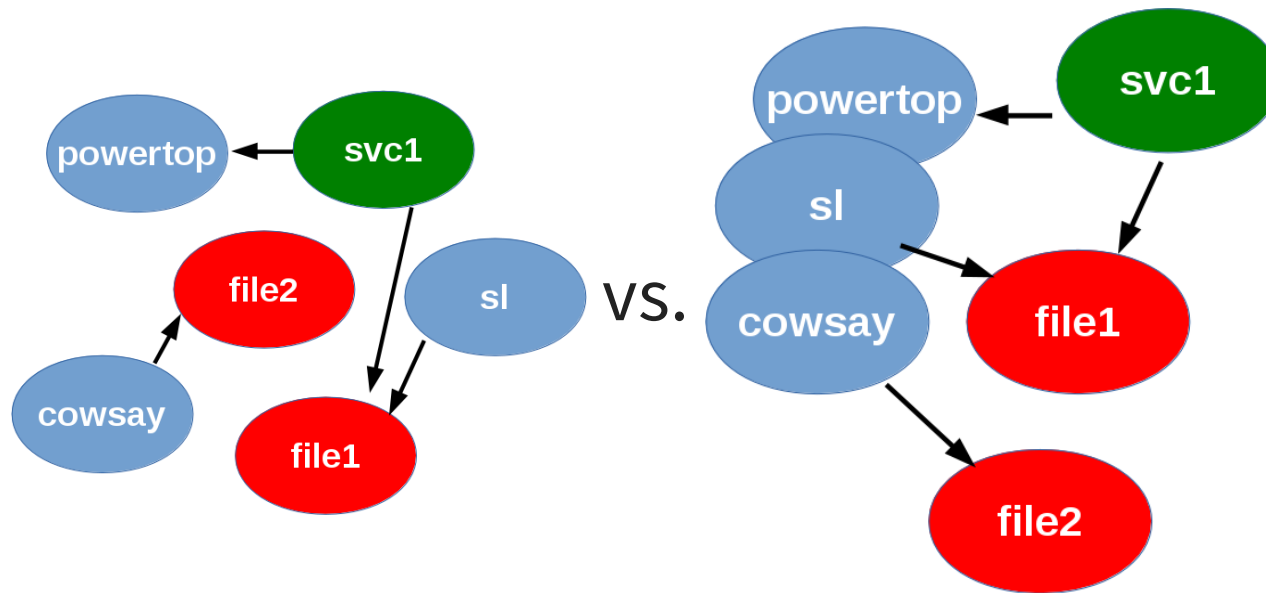 powertop
svc1
file2
sl
cowsay
file1
vs.
powertop
svc1
sl
cowsay
file1
file2